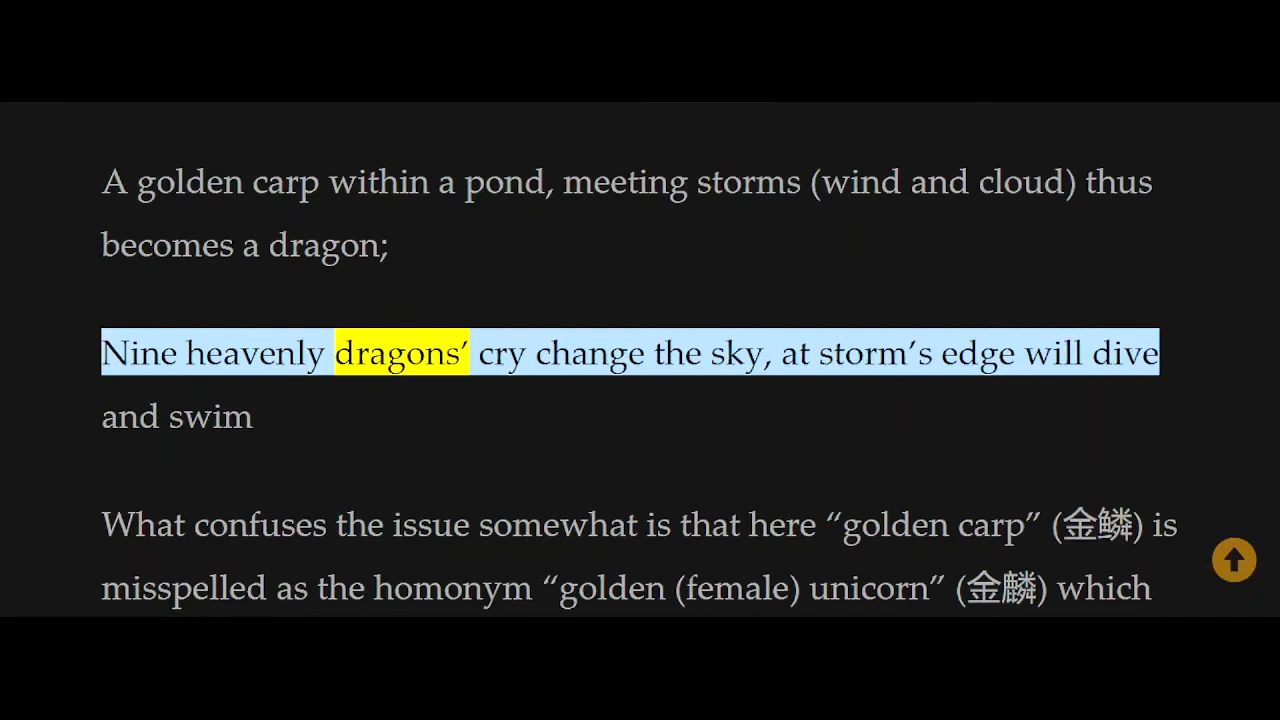 A golden carp within a pond, meeting storms (wind and cloud) thus
becomes a dragon;
Nine heavenly dragons’ cry change the sky, at storm’s edge will dive
and swim
What confuses the issue somewhat is that here “golden carp” (金鱗) is
misspelled as the homonym “golden (female) unicorn” (金麟) which